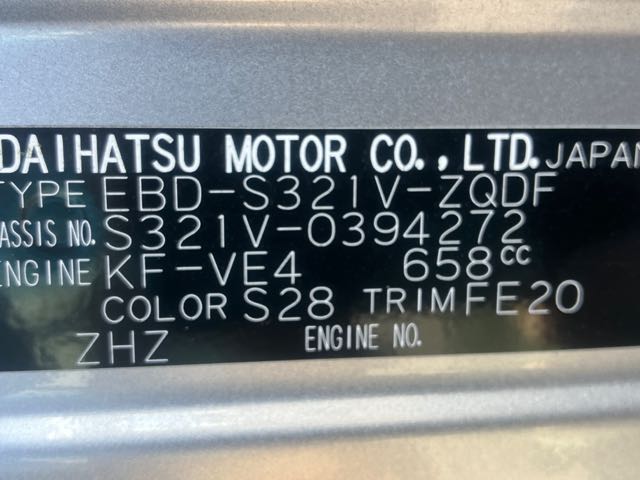 DAIHATSU MOTOR CO., LTD. JAPAN
TYPE EBD-S321V-ZQDF
ASSIS NO. S321V-0394272
ENGINE KF-VE4 658cc
COLOR S28 TRIM FE20
ZHZ ENGINE NO.